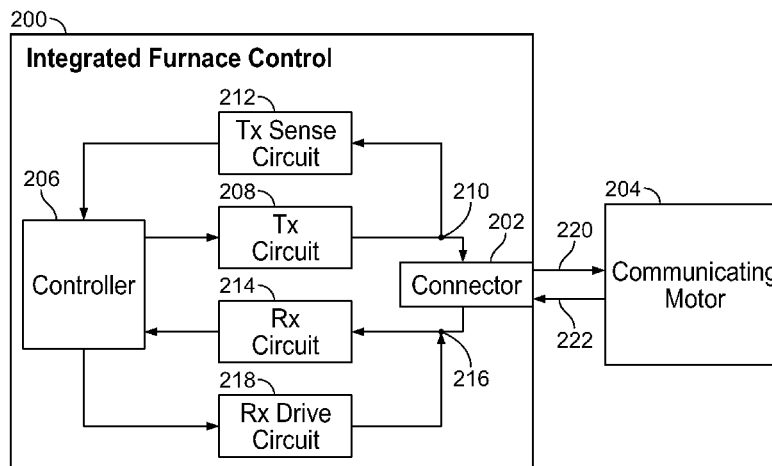 200
Integrated Furnace Control
212
Tx Sense
Circuit
206
208
210
204
Tx
Circuit
202
220
Controller
214
Connector
Communicating
Motor
Rx
Circuit
222
218
216
Rx Drive
Circuit